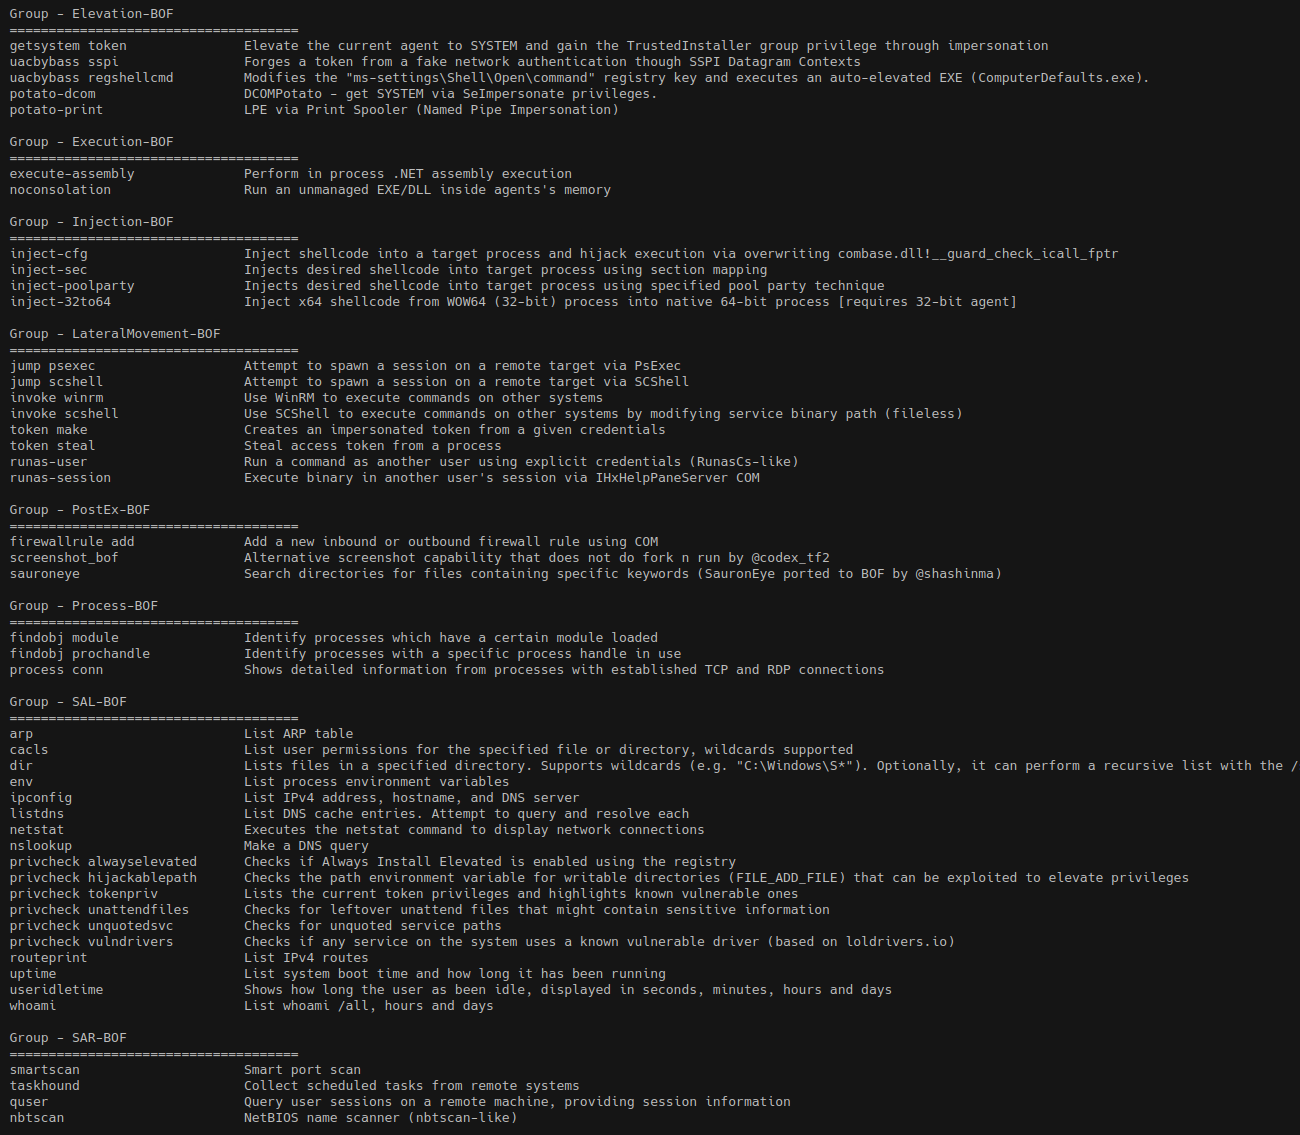 Group - Elevation-BOF
=====================================
getsystem token               Elevate the current agent to SYSTEM and gain the TrustedInstaller group privilege through impersonation
uacbybass sspi                Forges a token from a fake network authentication though SSPI Datagram Contexts
uacbybass regshellcmd         Modifies the "ms-settings\Shell\Open\command" registry key and executes an auto-elevated EXE (ComputerDefaults.exe).
potato-dcom                   DCOMPotato - get SYSTEM via SeImpersonate privileges.
potato-print                  LPE via Print Spooler (Named Pipe Impersonation)

Group - Execution-BOF
=====================================
execute-assembly              Perform in process .NET assembly execution
noconsolation                 Run an unmanaged EXE/DLL inside agents's memory

Group - Injection-BOF
=====================================
inject-cfg                    Inject shellcode into a target process and hijack execution via overwriting combase.dll!__guard_check_icall_fptr
inject-sec                    Injects desired shellcode into target process using section mapping
inject-poolparty              Injects desired shellcode into target process using specified pool party technique
inject-32to64                 Inject x64 shellcode from WOW64 (32-bit) process into native 64-bit process [requires 32-bit agent]

Group - LateralMovement-BOF
=====================================
jump psexec                   Attempt to spawn a session on a remote target via PsExec
jump scshell                  Attempt to spawn a session on a remote target via SCShell
invoke winrm                  Use WinRM to execute commands on other systems
invoke scshell                Use SCShell to execute commands on other systems by modifying service binary path (fileless)
token make                    Creates an impersonated token from a given credentials
token steal                   Steal access token from a process
runas-user                    Run a command as another user using explicit credentials (RunasCs-like)
runas-session                 Execute binary in another user's session via IHxHelpPaneServer COM

Group - PostEx-BOF
=====================================
firewallrule add              Add a new inbound or outbound firewall rule using COM
screenshot_bof                Alternative screenshot capability that does not do fork n run by @codex_tf2
sauroneye                     Search directories for files containing specific keywords (SauronEye ported to BOF by @shashinma)

Group - Process-BOF
=====================================
findobj module                Identify processes which have a certain module loaded
findobj prochandle            Identify processes with a specific process handle in use
process conn                  Shows detailed information from processes with established TCP and RDP connections

Group - SAL-BOF
=====================================
arp                           List ARP table
cacls                         List user permissions for the specified file or directory, wildcards supported
dir                           Lists files in a specified directory. Supports wildcards (e.g. "C:\Windows\S*"). Optionally, it can perform a recursive list with the /
env                           List process environment variables
ipconfig                      List IPv4 address, hostname, and DNS server
listdns                       List DNS cache entries. Attempt to query and resolve each
netstat                       Executes the netstat command to display network connections
nslookup                      Make a DNS query
privcheck alwayselevated      Checks if Always Install Elevated is enabled using the registry
privcheck hijackablepath      Checks the path environment variable for writable directories (FILE_ADD_FILE) that can be exploited to elevate privileges
privcheck tokenpriv           Lists the current token privileges and highlights known vulnerable ones
privcheck unattendfiles       Checks for leftover unattend files that might contain sensitive information
privcheck unquotedsvc         Checks for unquoted service paths
privcheck vulndrivers         Checks if any service on the system uses a known vulnerable driver (based on loldrivers.io)
routeprint                    List IPv4 routes
uptime                        List system boot time and how long it has been running
useridletime                  Shows how long the user as been idle, displayed in seconds, minutes, hours and days
whoami                        List whoami /all, hours and days

Group - SAR-BOF
=====================================
smartscan                     Smart port scan
taskhound                     Collect scheduled tasks from remote systems
quser                         Query user sessions on a remote machine, providing session information
nbtscan                       NetBIOS name scanner (nbtscan-like)